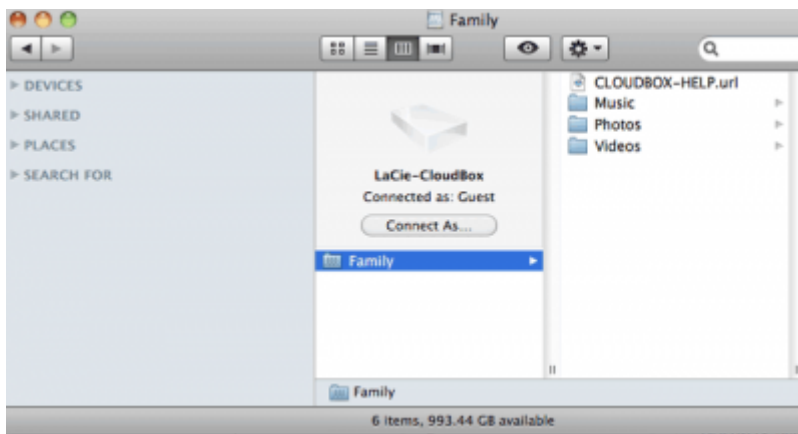 Family
DEVICES
SHARED
PLACES
SEARCH FOR
LaCie-CloudBox
Connected as: Guest
Connect As...
Family
CLOUDBOX-HELP.url
Music
Photos
Videos
Family
6 items, 993.44 GB available